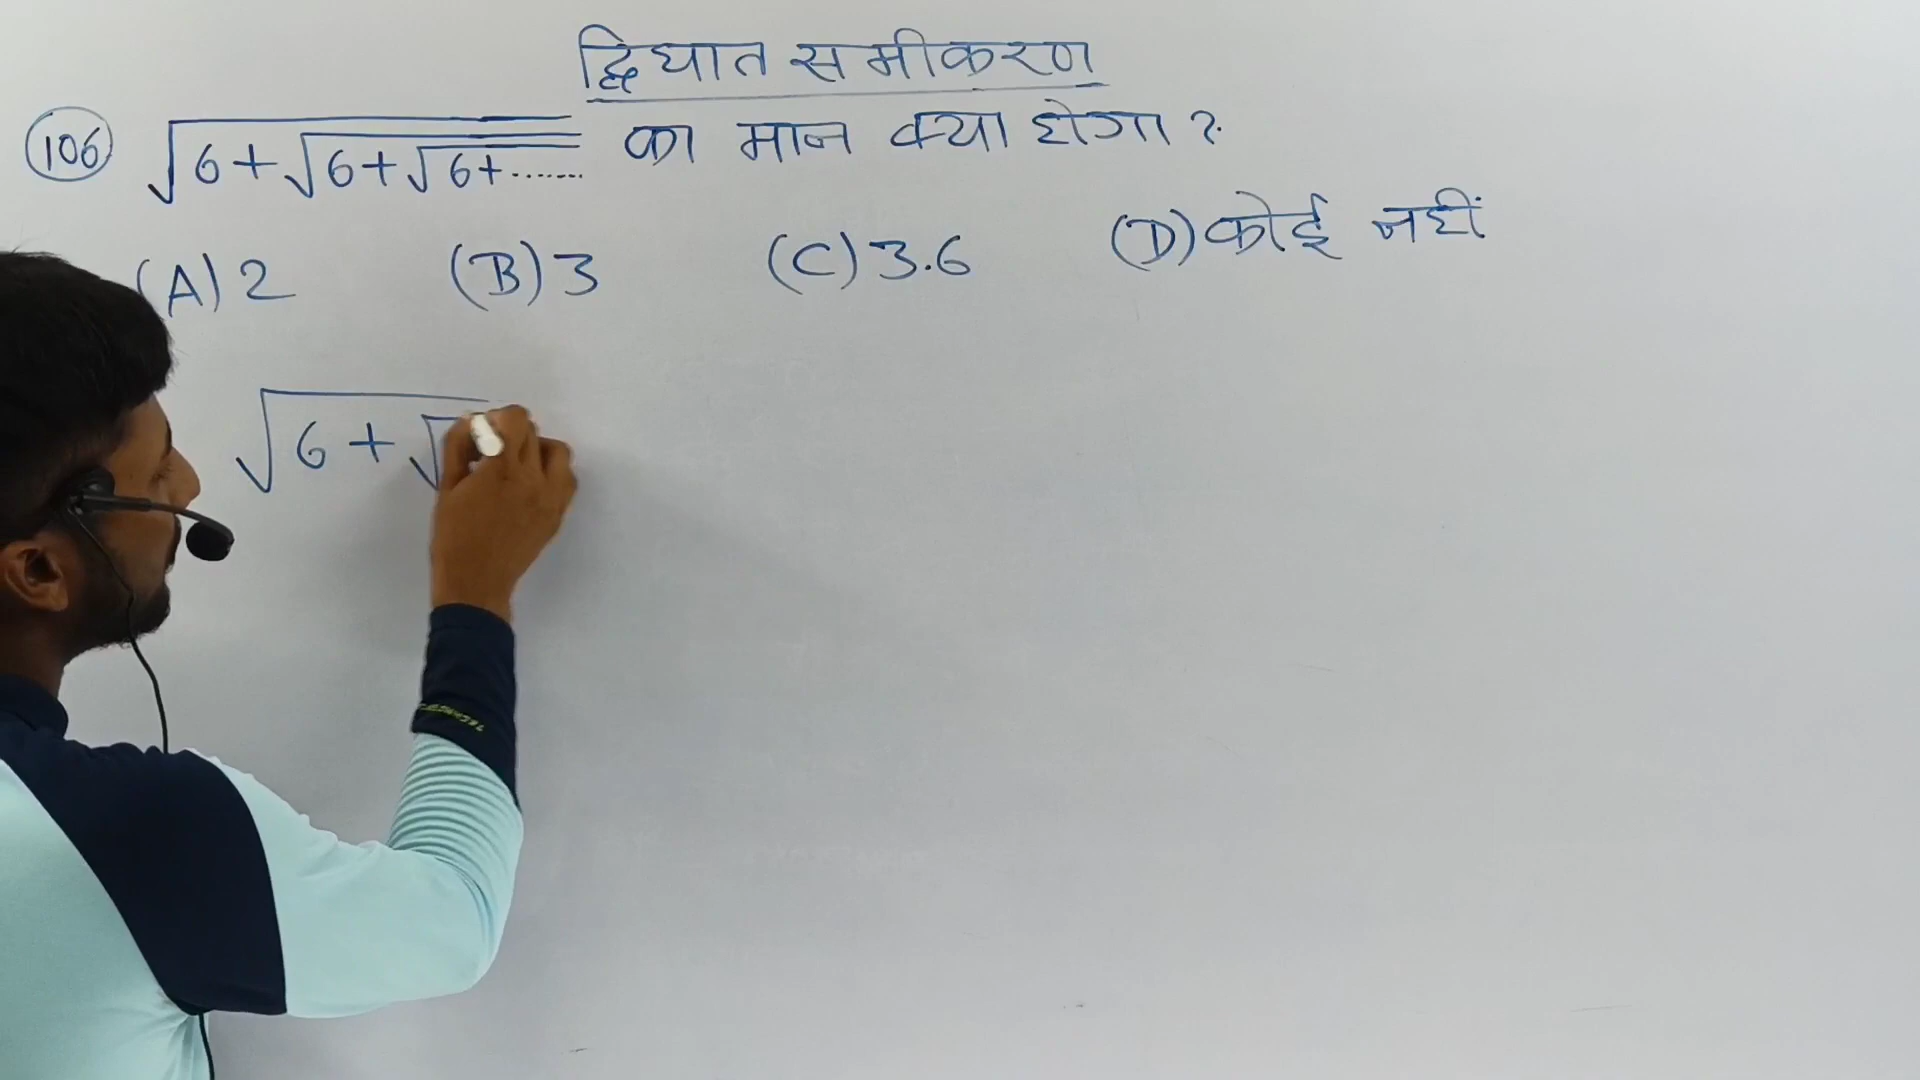 द्विघात समीकरण
(106) √6+√6+√6+....... का मान क्या होगा ?
(A) 2 (B) 3 (C) 3.6 (D) कोई नहीं
√6+√